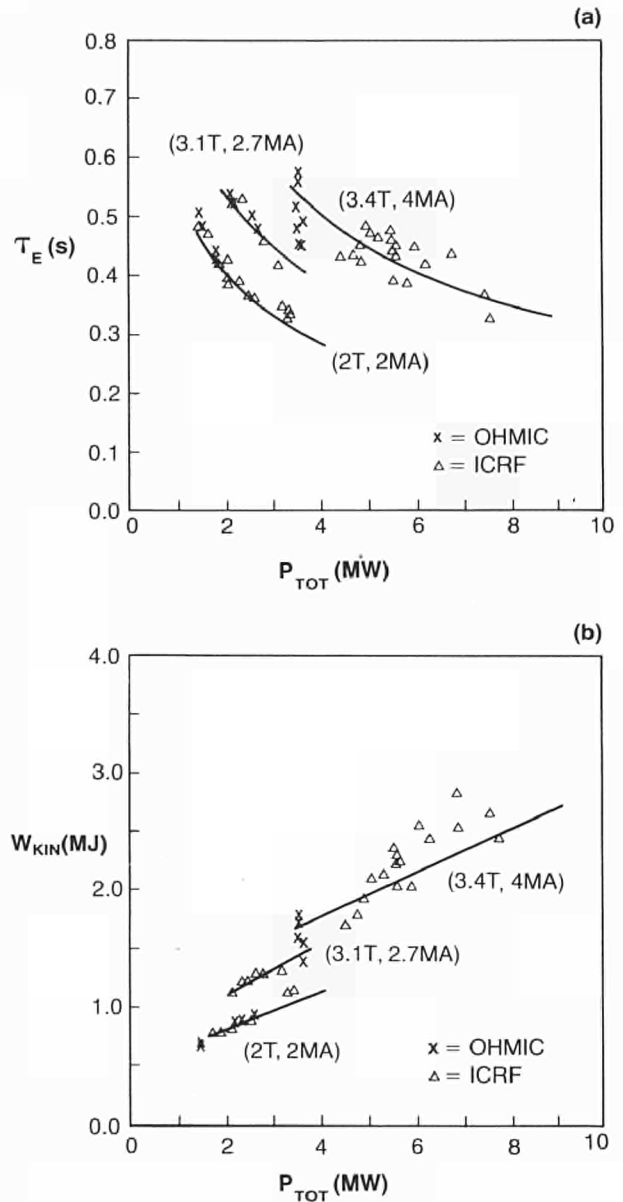 (a)
0.8
0.7
0.6
(3.1T, 2.7MA)
(3.4T, 4MA)
0.5
τE (s)
0.4
0.3
(2T, 2MA)
0.2
x = OHMIC
△ = ICRF
0.1
0.0
0 2 4 6 8 10
PTOT (MW)
(b)
4.0
3.0
WKIN(MJ)
2.0
(3.4T, 4MA)
(3.1T, 2.7MA)
1.0
(2T, 2MA)
x = OHMIC
△ = ICRF
0.0
0 2 4 6 8 10
PTOT (MW)